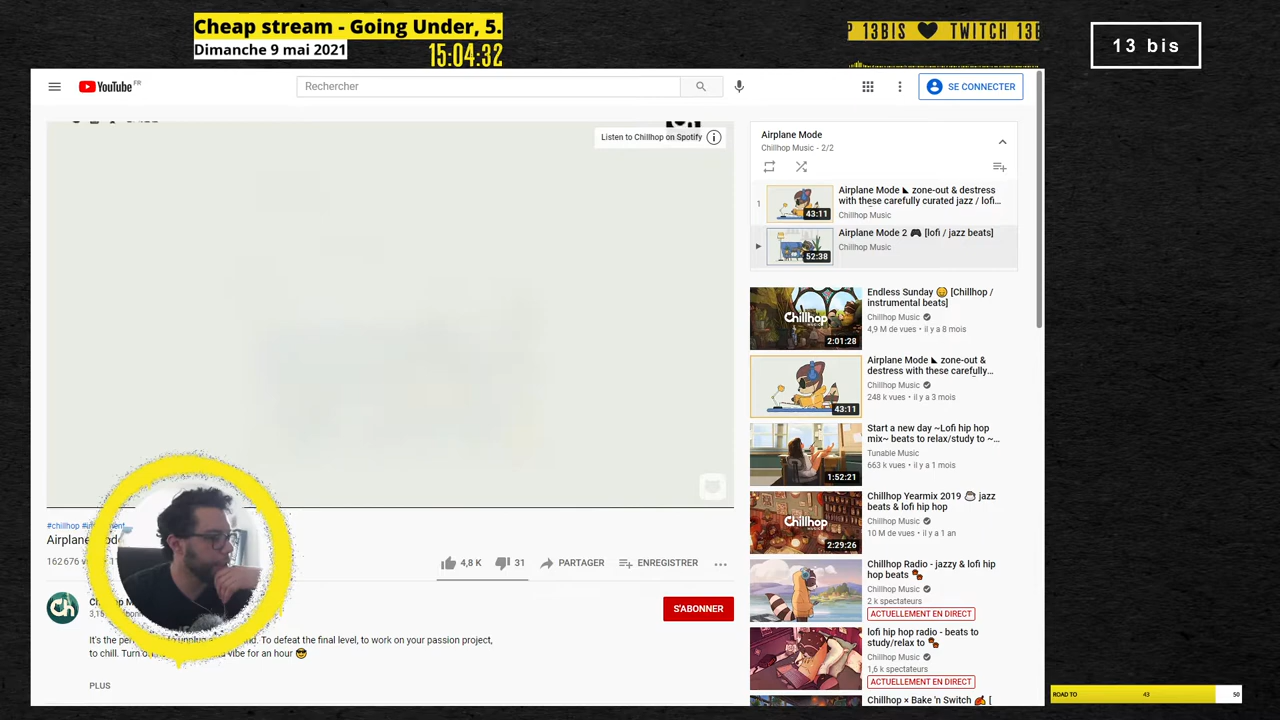 Cheap stream - Going Under, 5.
Dimanche 9 mai 2021
15:04:32
P 13BIS ♥ TWITCH 13B
13 bis
YouTube FR
Rechercher
SE CONNECTER
Listen to Chillhop on Spotify
Airplane Mode
Chillhop Music - 2/2
1
43:11
Airplane Mode ◣ zone-out & destress
with these carefully curated jazz / lofi…
Chillhop Music
52:38
Airplane Mode 2 🎮 [lofi / jazz beats]
Chillhop Music
Chillhop
MUSIC
2:01:28
Endless Sunday 😌 [Chillhop /
instrumental beats]
Chillhop Music
4,9 M de vues • il y a 8 mois
43:11
Airplane Mode ◣ zone-out &
destress with these carefully…
Chillhop Music
248 k vues • il y a 3 mois
1:52:21
Start a new day ~Lofi hip hop
mix~ beats to relax/study to ~…
Tunable Music
663 k vues • il y a 1 mois
Chillhop
MUSIC
2:29:26
Chillhop Yearmix 2019 ☕ jazz
beats & lofi hip hop
Chillhop Music
10 M de vues • il y a 1 an
Chillhop Radio - jazzy & lofi hip
hop beats 🌰
Chillhop Music
2 k spectateurs
ACTUELLEMENT EN DIRECT
lofi hip hop radio - beats to
study/relax to 🌰
Chillhop Music
1,6 k spectateurs
ACTUELLEMENT EN DIRECT
Chillhop × Bake 'n Switch 🍂 [
#chillhop
Airplane
162 676
4,8 K
31
PARTAGER
ENREGISTRER
Ch
S'ABONNER
It's the per
. To defeat the final level, to work on your passion project,
to chill. Turn
vibe for an hour 😎
PLUS
ROAD TO
43
50